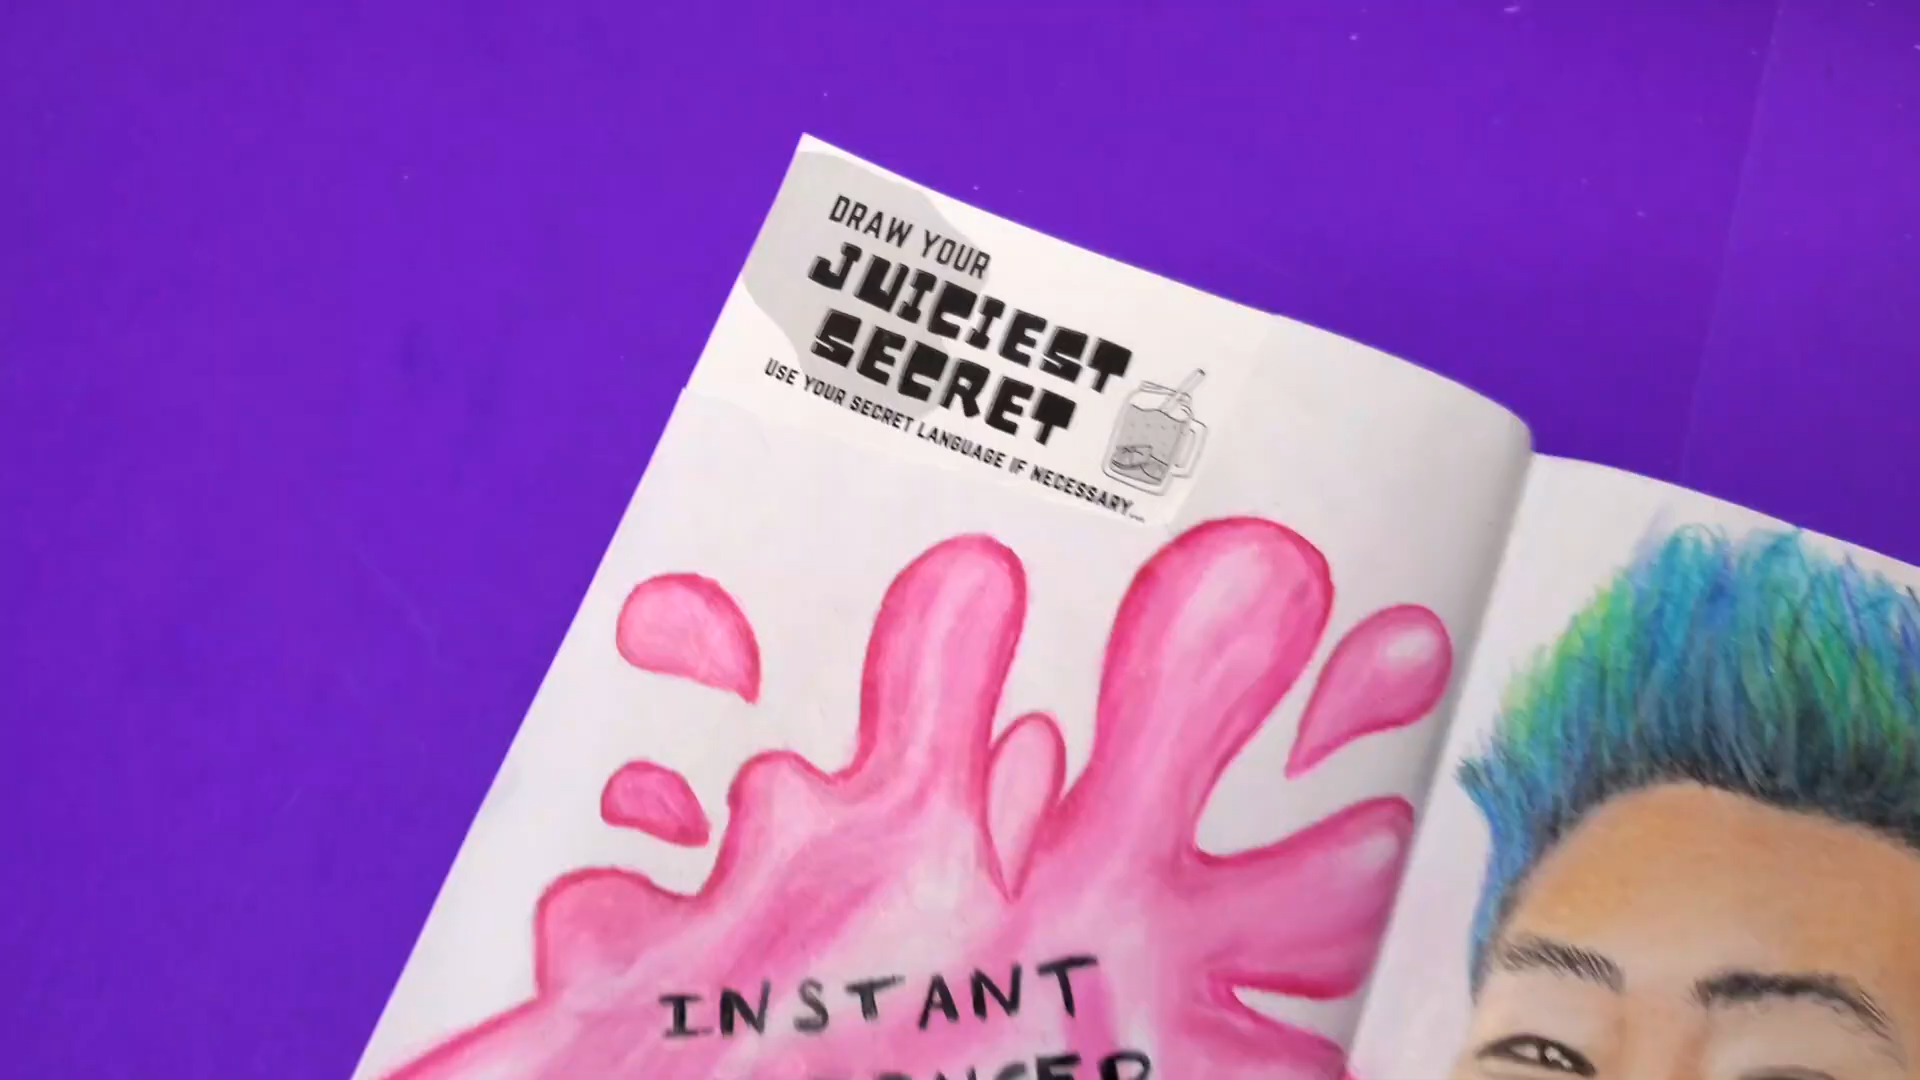 DRAW YOUR
JUICIEST
SECRET
USE YOUR SECRET LANGUAGE IF NECESSARY...
INSTANT